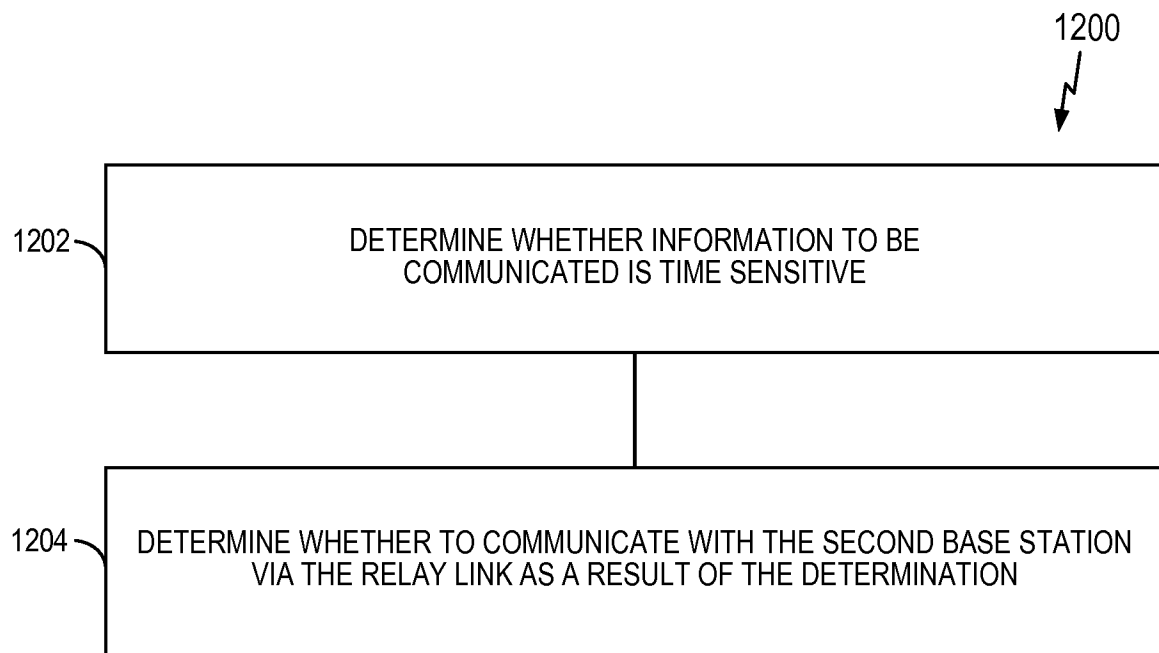 1200
1202
DETERMINE WHETHER INFORMATION TO BE
COMMUNICATED IS TIME SENSITIVE
1204
DETERMINE WHETHER TO COMMUNICATE WITH THE SECOND BASE STATION
VIA THE RELAY LINK AS A RESULT OF THE DETERMINATION